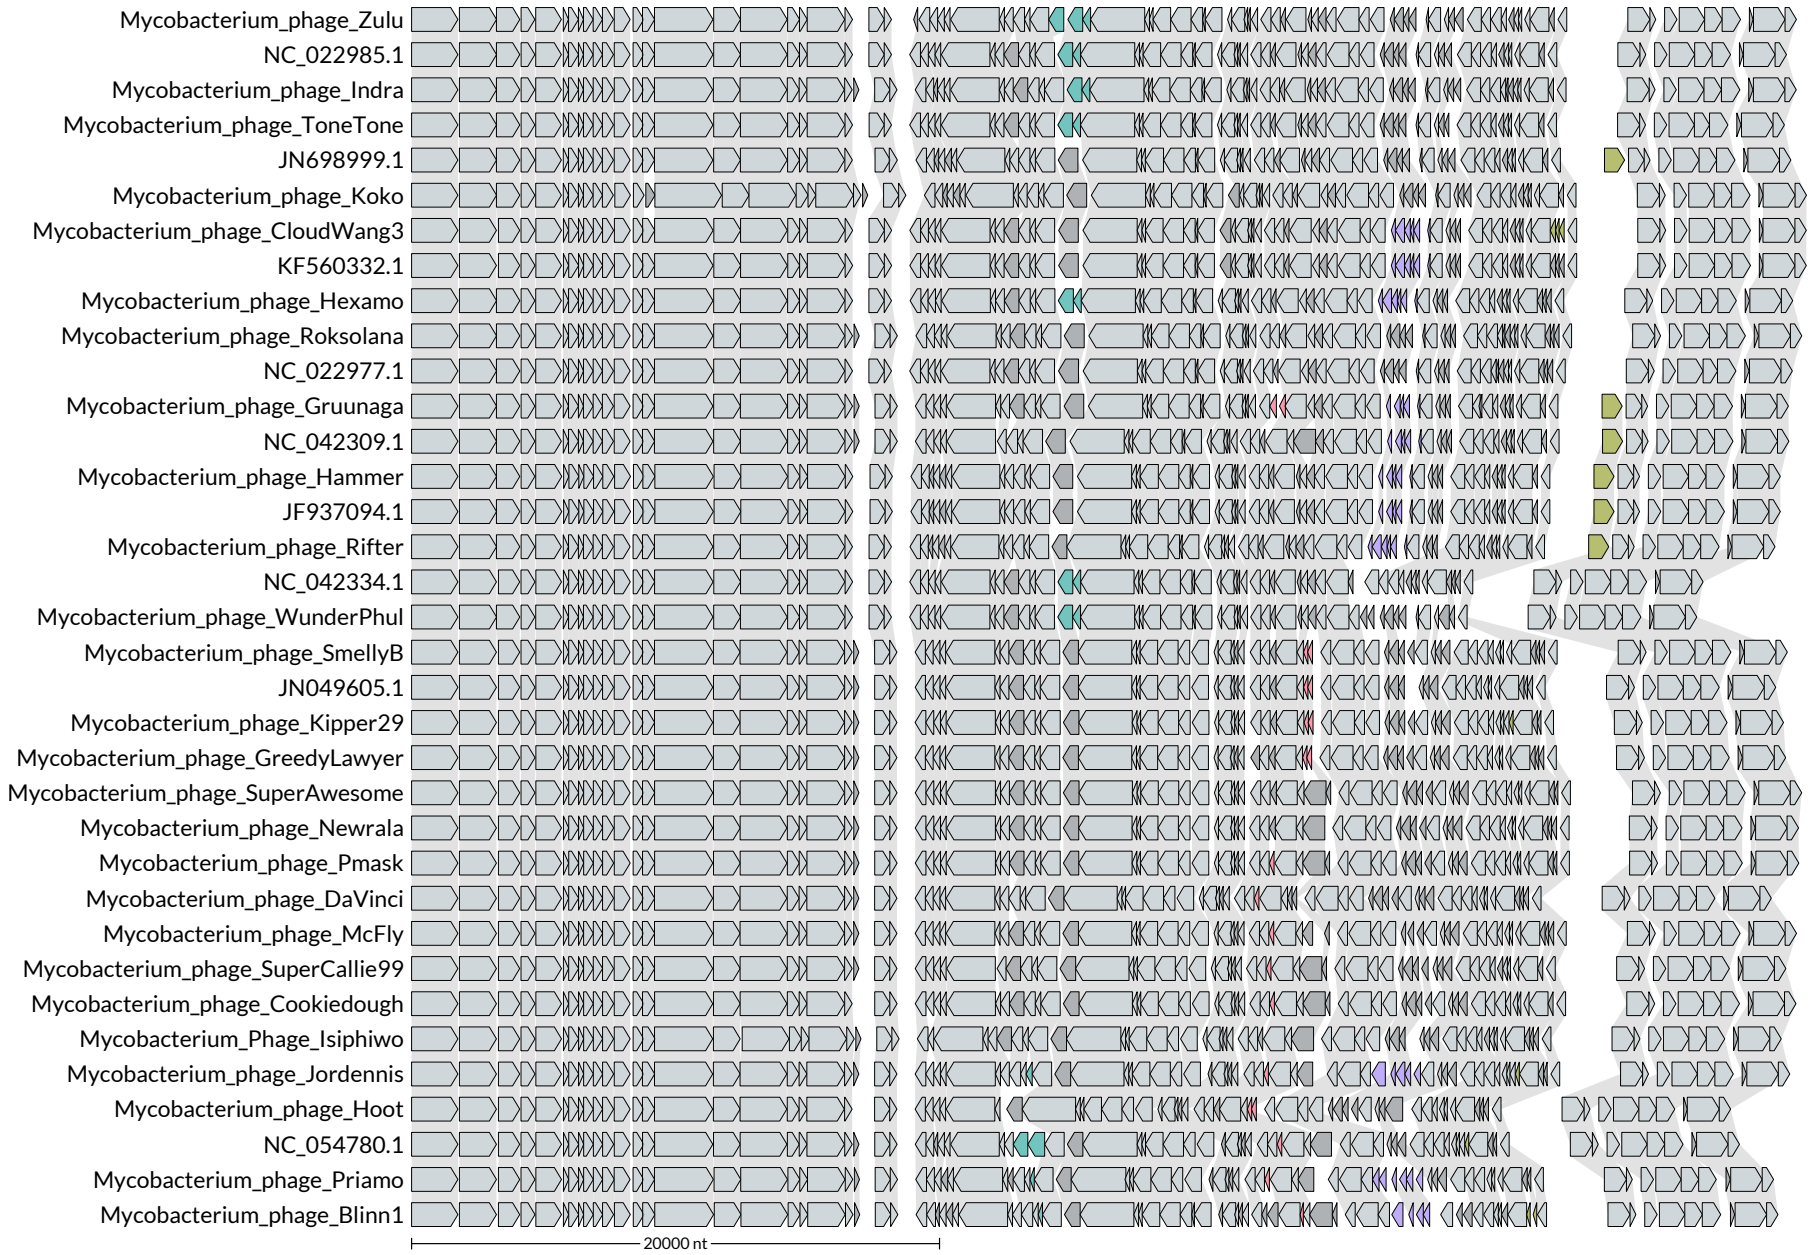 Mycobacterium_phage_Zulu
NC_022985.1
Mycobacterium_phage_Indra
Mycobacterium_phage_ToneTone
JN698999.1
Mycobacterium_phage_Koko
Mycobacterium_phage_CloudWang3
KF560332.1
Mycobacterium_phage_Hexamo
Mycobacterium_phage_Roksolana
NC_022977.1
Mycobacterium_phage_Gruunaga
NC_042309.1
Mycobacterium_phage_Hammer
JF937094.1
Mycobacterium_phage_Rifter
NC_042334.1
Mycobacterium_phage_WunderPhul
Mycobacterium_phage_SmellyB
JN049605.1
Mycobacterium_phage_Kipper29
Mycobacterium_phage_GreedyLawyer
Mycobacterium_phage_SuperAwesome
Mycobacterium_phage_Newrala
Mycobacterium_phage_Pmask
Mycobacterium_phage_DaVinci
Mycobacterium_phage_McFly
Mycobacterium_phage_SuperCallie99
Mycobacterium_phage_Cookiedough
Mycobacterium_Phage_Isiphiwo
Mycobacterium_phage_Jordennis
Mycobacterium_phage_Hoot
NC_054780.1
Mycobacterium_phage_Priamo
Mycobacterium_phage_Blinn1
20000 nt